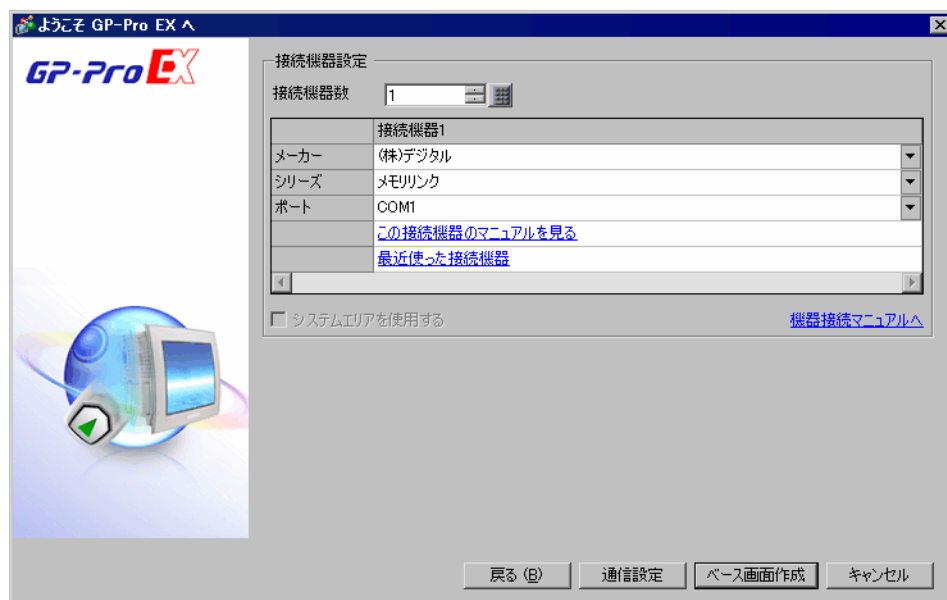 ようこそ GP-Pro EX へ
GP-Pro EX
接続機器設定
接続機器数 1
接続機器1
メーカー (株)デジタル
シリーズ メモリリンク
ポート COM1
この接続機器のマニュアルを見る
最近使った接続機器
システムエリアを使用する 機器接続マニュアルへ
戻る (B) 通信設定 ベース画面作成 キャンセル